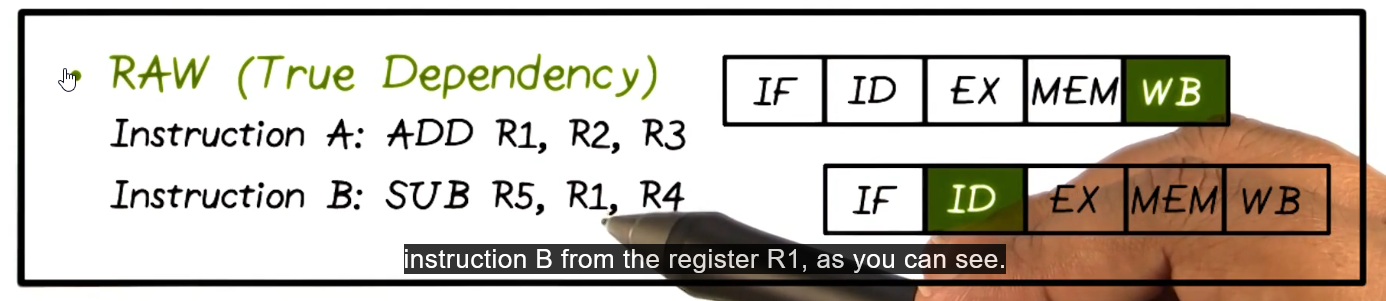 RAW (True Dependency)
IF ID EX MEM WB
Instruction A: ADD R1, R2, R3
Instruction B: SUB R5, R1, R4
IF ID EX MEM WB
instruction B from the register R1, as you can see.